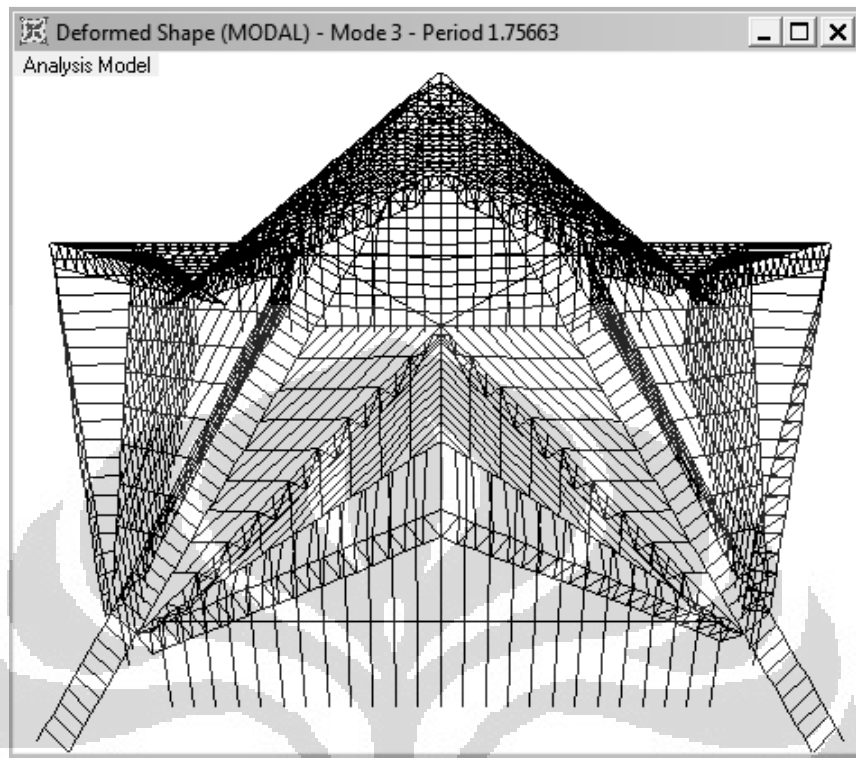 Deformed Shape (MODAL) - Mode 3 - Period 1.75663
Analysis Model